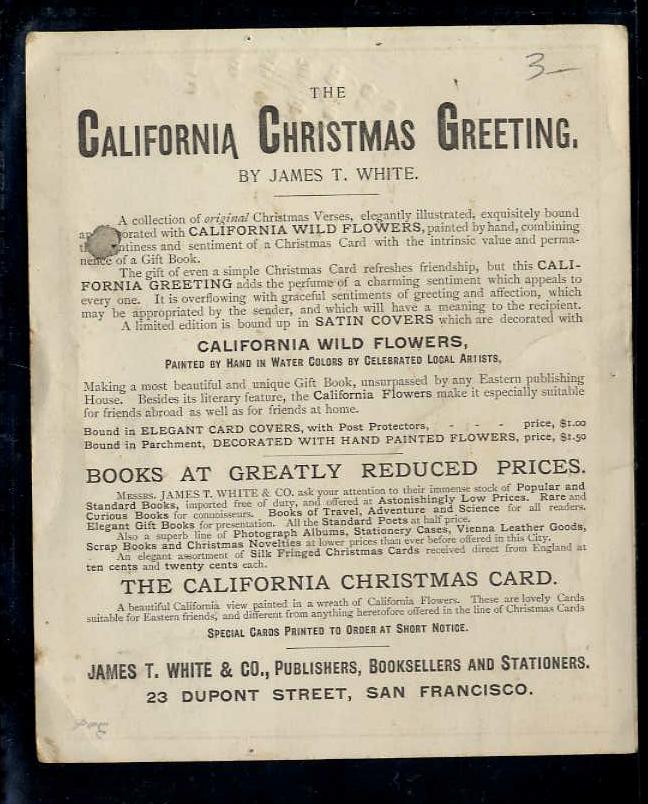 3—
THE
CALIFORNIA CHRISTMAS GREETING.
BY JAMES T. WHITE.
A collection of original Christmas Verses, elegantly illustrated, exquisitely bound
orated with CALIFORNIA WILD FLOWERS, painted by hand, combining
ntiness and sentiment of a Christmas Card with the intrinsic value and perma-
nence of a Gift Book.
The gift of even a simple Christmas Card refreshes friendship, but this CALI-
FORNIA GREETING adds the perfume of a charming sentiment which appeals to
every one. It is overflowing with graceful sentiments of greeting and affection, which
may be appropriated by the sender, and which will have a meaning to the recipient.
A limited edition is bound up in SATIN COVERS which are decorated with
CALIFORNIA WILD FLOWERS,
PAINTED BY HAND IN WATER COLORS BY CELEBRATED LOCAL ARTISTS,
Making a most beautiful and unique Gift Book, unsurpassed by any Eastern publishing
House. Besides its literary feature, the California Flowers make it especially suitable
for friends abroad as well as for friends at home.
Bound in ELEGANT CARD COVERS, with Post Protectors, - - - price, $1.00
Bound in Parchment, DECORATED WITH HAND PAINTED FLOWERS, price, $1.50
BOOKS AT GREATLY REDUCED PRICES.
MESSRS. JAMES T. WHITE & CO. ask your attention to their immense stock of Popular and
Standard Books, imported free of duty, and offered at Astonishingly Low Prices. Rare and
Curious Books for connoisseurs. Books of Travel, Adventure and Science for all readers.
Elegant Gift Books for presentation. All the Standard Poets at half price.
Also a superb line of Photograph Albums, Stationery Cases, Vienna Leather Goods,
Scrap Books and Christmas Novelties at lower prices than ever before offered in this City.
An elegant assortment of Silk Fringed Christmas Cards received direct from England at
ten cents and twenty cents each.
THE CALIFORNIA CHRISTMAS CARD.
A beautiful California view painted in a wreath of California Flowers. These are lovely Cards
suitable for Eastern friends, and different from anything heretofore offered in the line of Christmas Cards
SPECIAL CARDS PRINTED TO ORDER AT SHORT NOTICE.
JAMES T. WHITE & CO., PUBLISHERS, BOOKSELLERS AND STATIONERS.
23 DUPONT STREET, SAN FRANCISCO.